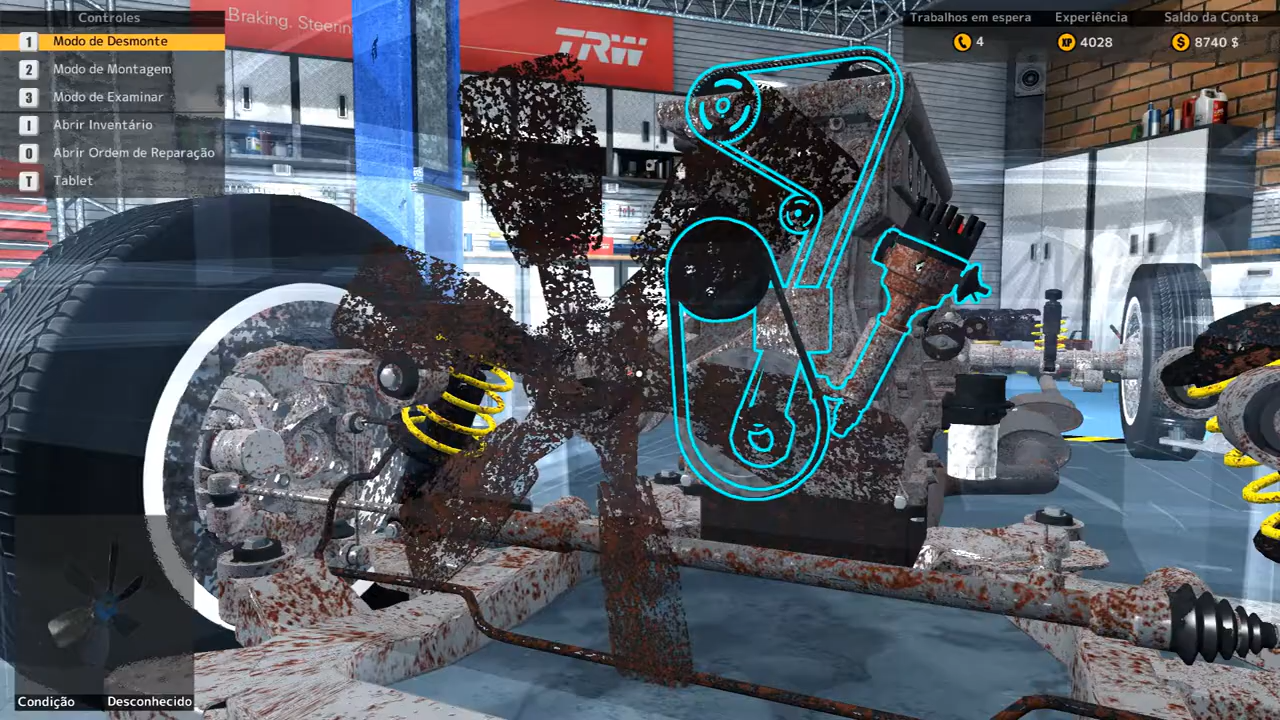 Controles
1 Modo de Desmonte
2 Modo de Montagem
3 Modo de Examinar
I Abrir Inventário
O Abrir Ordem de Reparação
T Tablet
Braking. Steering
TRW
Trabalhos em espera Experiência Saldo da Conta
4 XP 4028 $ 8740 $
Condição Desconhecido